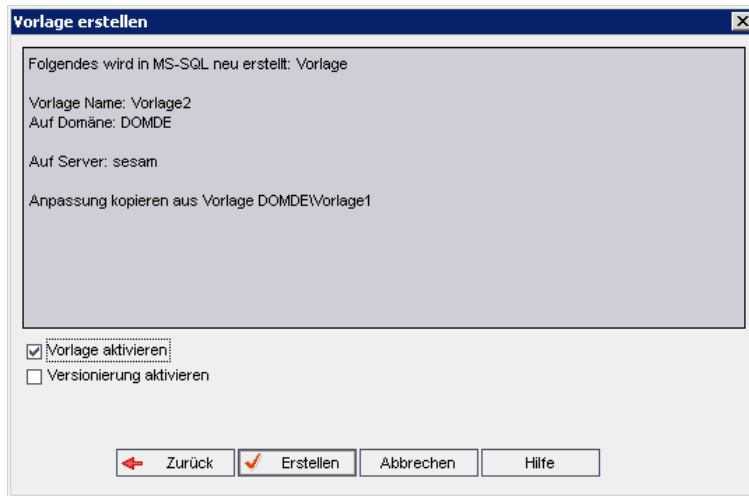 Vorlage erstellen
Folgendes wird in MS-SQL neu erstellt: Vorlage
Vorlage Name: Vorlage2
Auf Domäne: DOMDE
Auf Server: sesam
Anpassung kopieren aus Vorlage DOMDE\Vorlage1
Vorlage aktivieren
Versionierung aktivieren
Zurück
Erstellen
Abbrechen
Hilfe